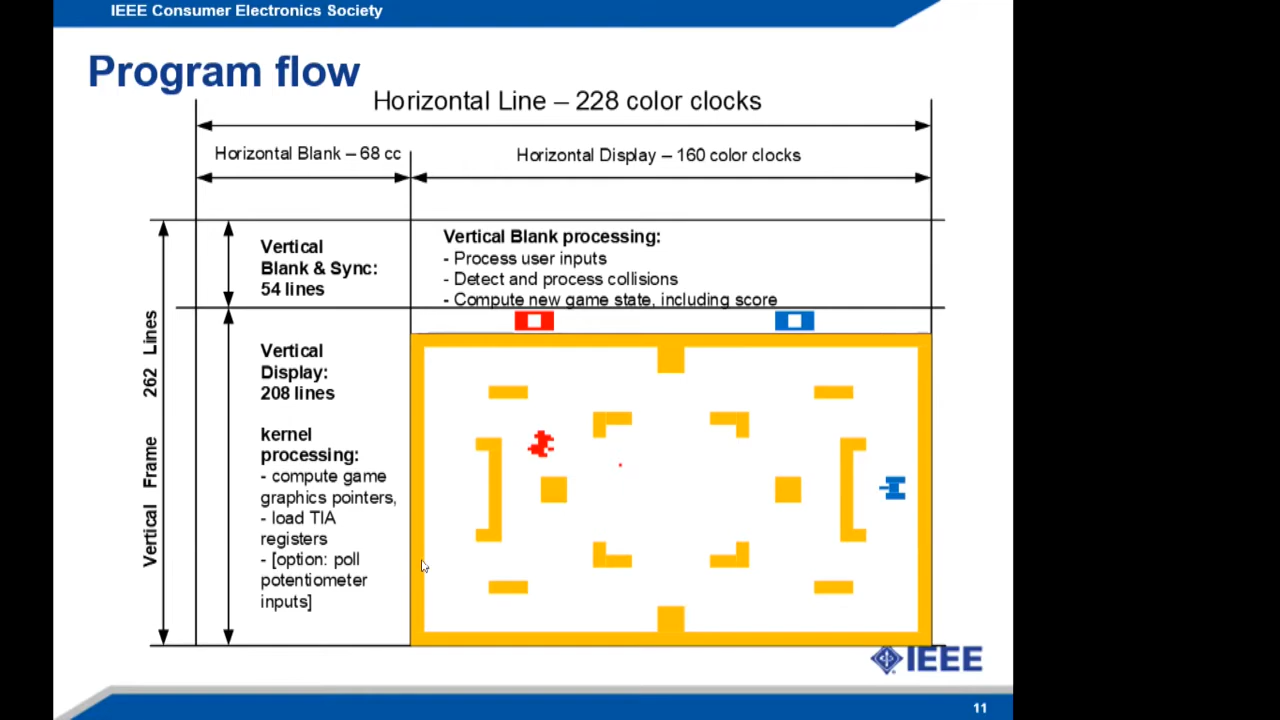 IEEE Consumer Electronics Society
Program flow
Horizontal Line – 228 color clocks
Horizontal Blank – 68 cc
Horizontal Display – 160 color clocks
Vertical
Blank & Sync:
54 lines
Vertical Blank processing:
- Process user inputs
- Detect and process collisions
- Compute new game state, including score
Vertical Frame 262 Lines
Vertical
Display:
208 lines
kernel
processing:
- compute game
graphics pointers,
- load TIA
registers
- [option: poll
potentiometer
inputs]
IEEE
11